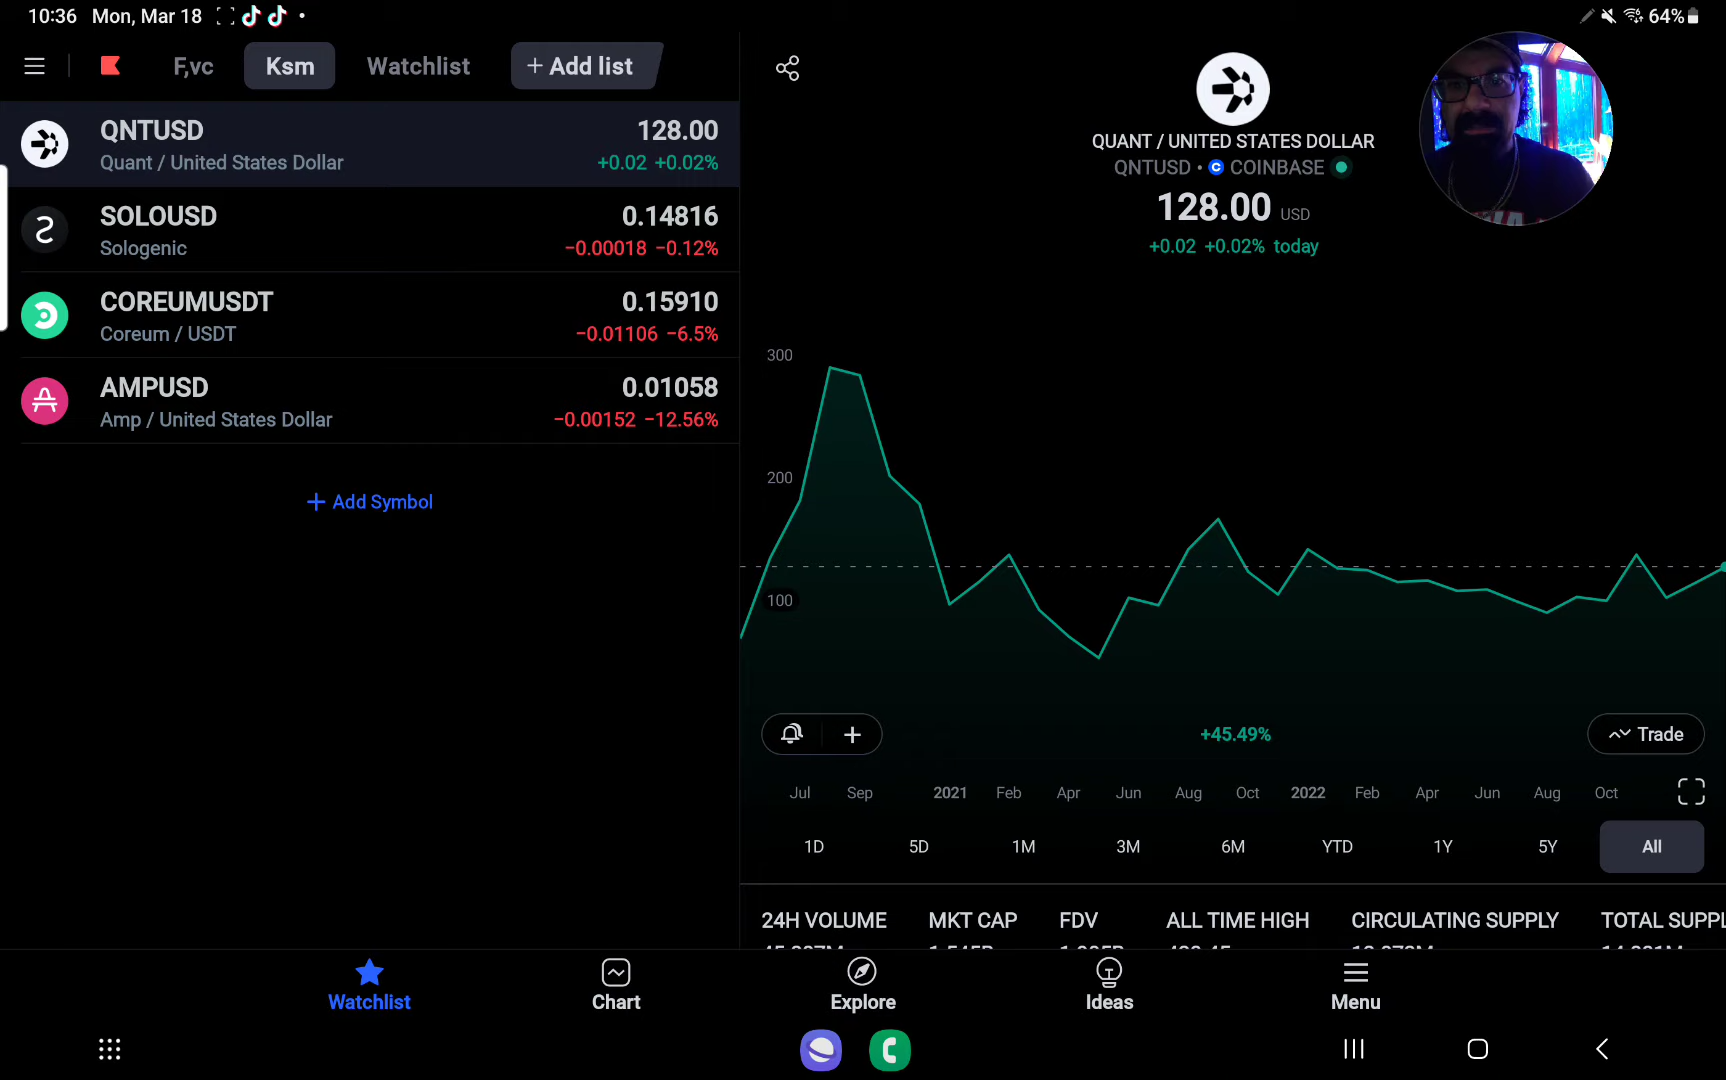 10:36 Mon, Mar 18
64%
F,vc Ksm Watchlist + Add list
QNTUSD 128.00
Quant / United States Dollar +0.02 +0.02%
SOLOUSD 0.14816
Sologenic −0.00018 −0.12%
COREUMUSDT 0.15910
Coreum / USDT −0.01106 −6.5%
AMPUSD 0.01058
Amp / United States Dollar −0.00152 −12.56%
+ Add Symbol
QUANT / UNITED STATES DOLLAR
QNTUSD • C COINBASE
128.00 USD
+0.02 +0.02% today
300
200
100
+45.49%
Trade
Jul Sep 2021 Feb Apr Jun Aug Oct 2022 Feb Apr Jun Aug Oct
1D 5D 1M 3M 6M YTD 1Y 5Y All
24H VOLUME MKT CAP FDV ALL TIME HIGH CIRCULATING SUPPLY TOTAL SUPPL
Watchlist Chart Explore Ideas Menu